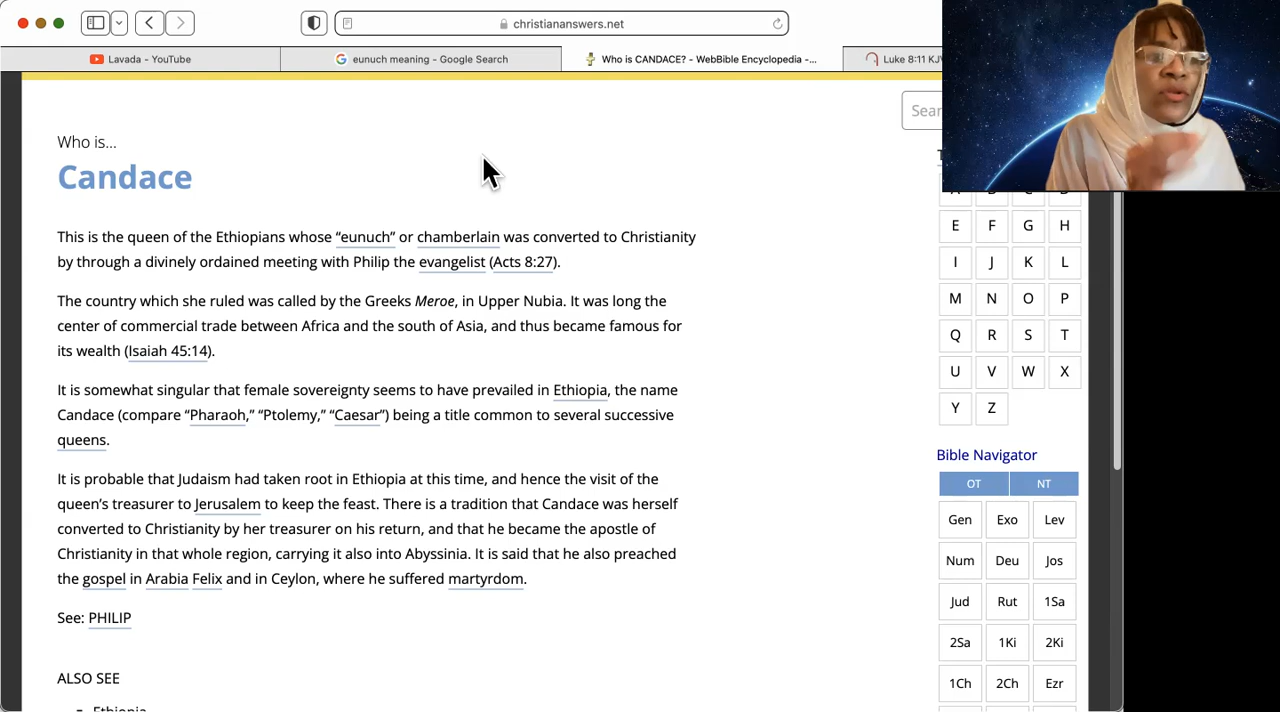 christiananswers.net
Lavada - YouTube
eunuch meaning - Google Search
Who is CANDACE? - WebBible Encyclopedia -...
Luke 8:11 KJV
Sear
Who is...
Candace
This is the queen of the Ethiopians whose “eunuch” or chamberlain was converted to Christianity
by through a divinely ordained meeting with Philip the evangelist (Acts 8:27).
The country which she ruled was called by the Greeks Meroe, in Upper Nubia. It was long the
center of commercial trade between Africa and the south of Asia, and thus became famous for
its wealth (Isaiah 45:14).
It is somewhat singular that female sovereignty seems to have prevailed in Ethiopia, the name
Candace (compare “Pharaoh,” “Ptolemy,” “Caesar”) being a title common to several successive
queens.
It is probable that Judaism had taken root in Ethiopia at this time, and hence the visit of the
queen’s treasurer to Jerusalem to keep the feast. There is a tradition that Candace was herself
converted to Christianity by her treasurer on his return, and that he became the apostle of
Christianity in that whole region, carrying it also into Abyssinia. It is said that he also preached
the gospel in Arabia Felix and in Ceylon, where he suffered martyrdom.
See: PHILIP
ALSO SEE
Ethiopia
E F G H
I J K L
M N O P
Q R S T
U V W X
Y Z
Bible Navigator
OT NT
Gen Exo Lev
Num Deu Jos
Jud Rut 1Sa
2Sa 1Ki 2Ki
1Ch 2Ch Ezr